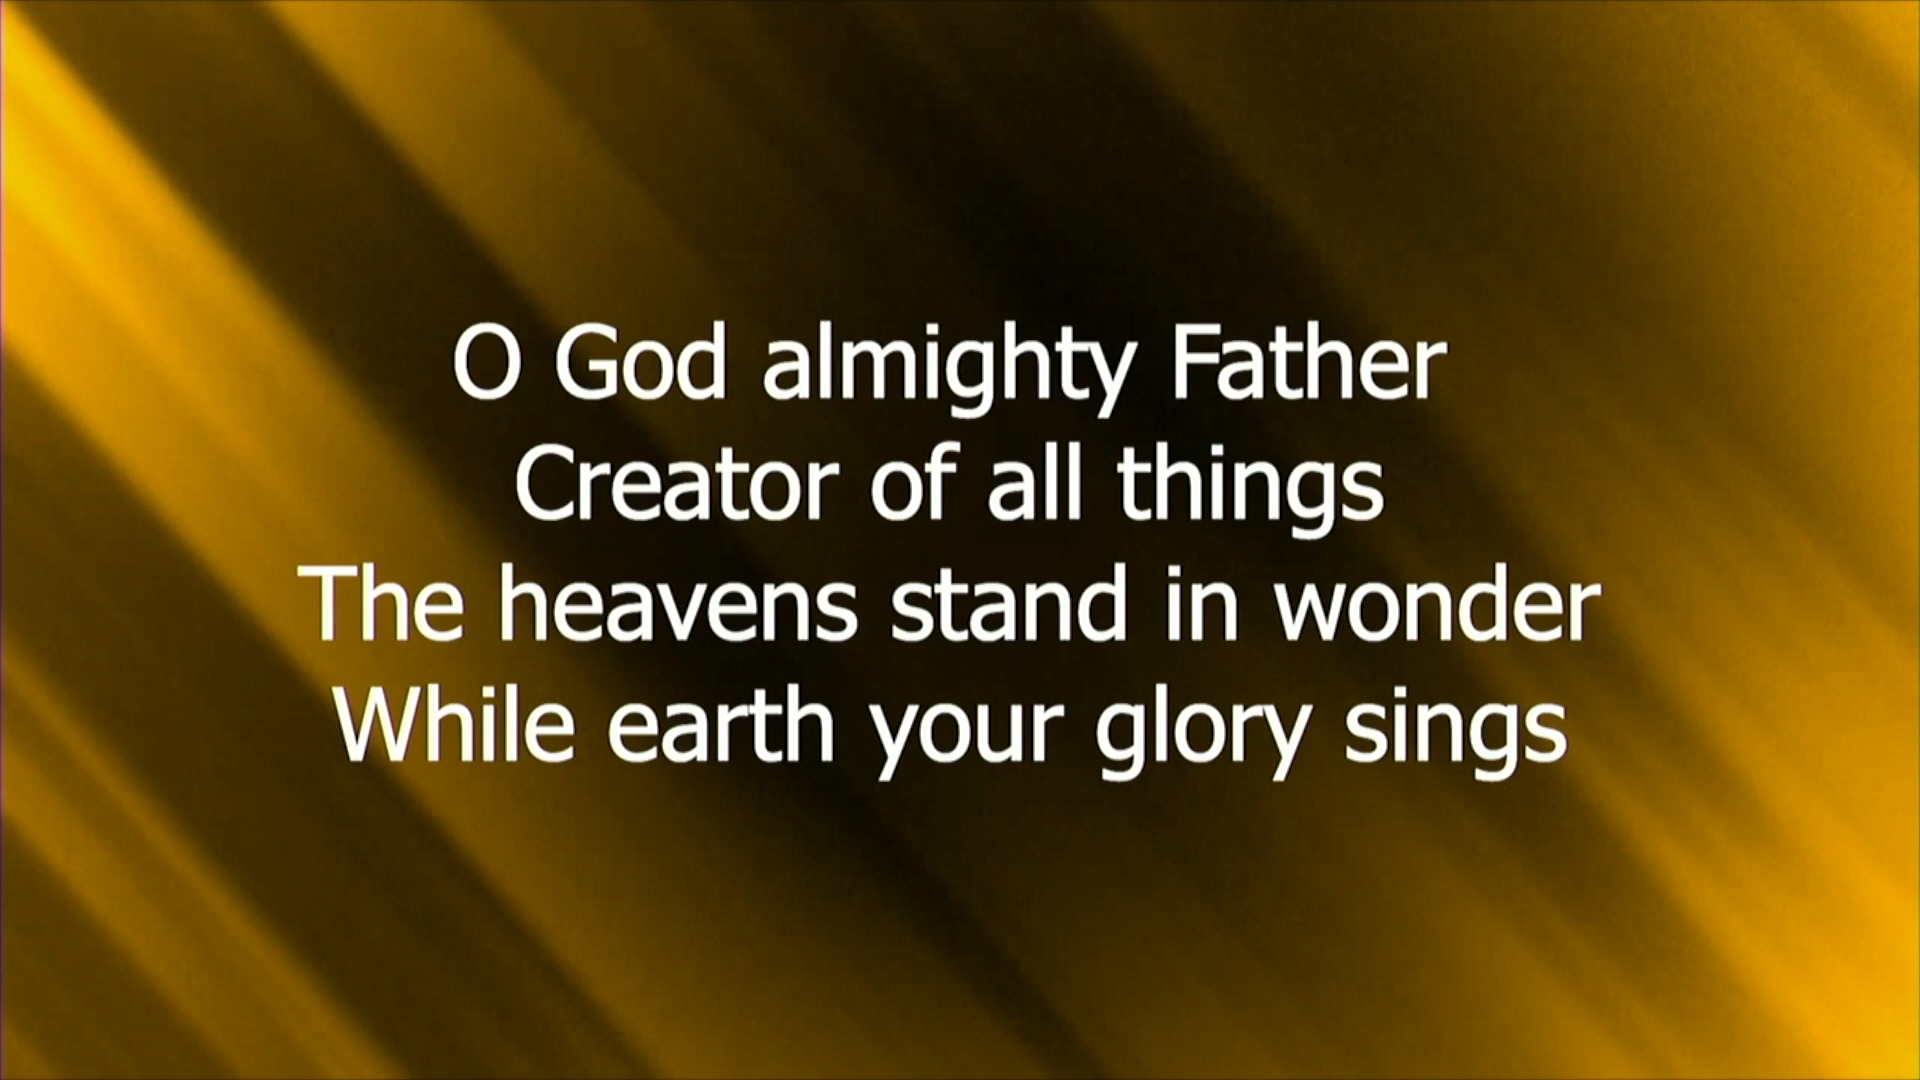 O God almighty Father
Creator of all things
The heavens stand in wonder
While earth your glory sings